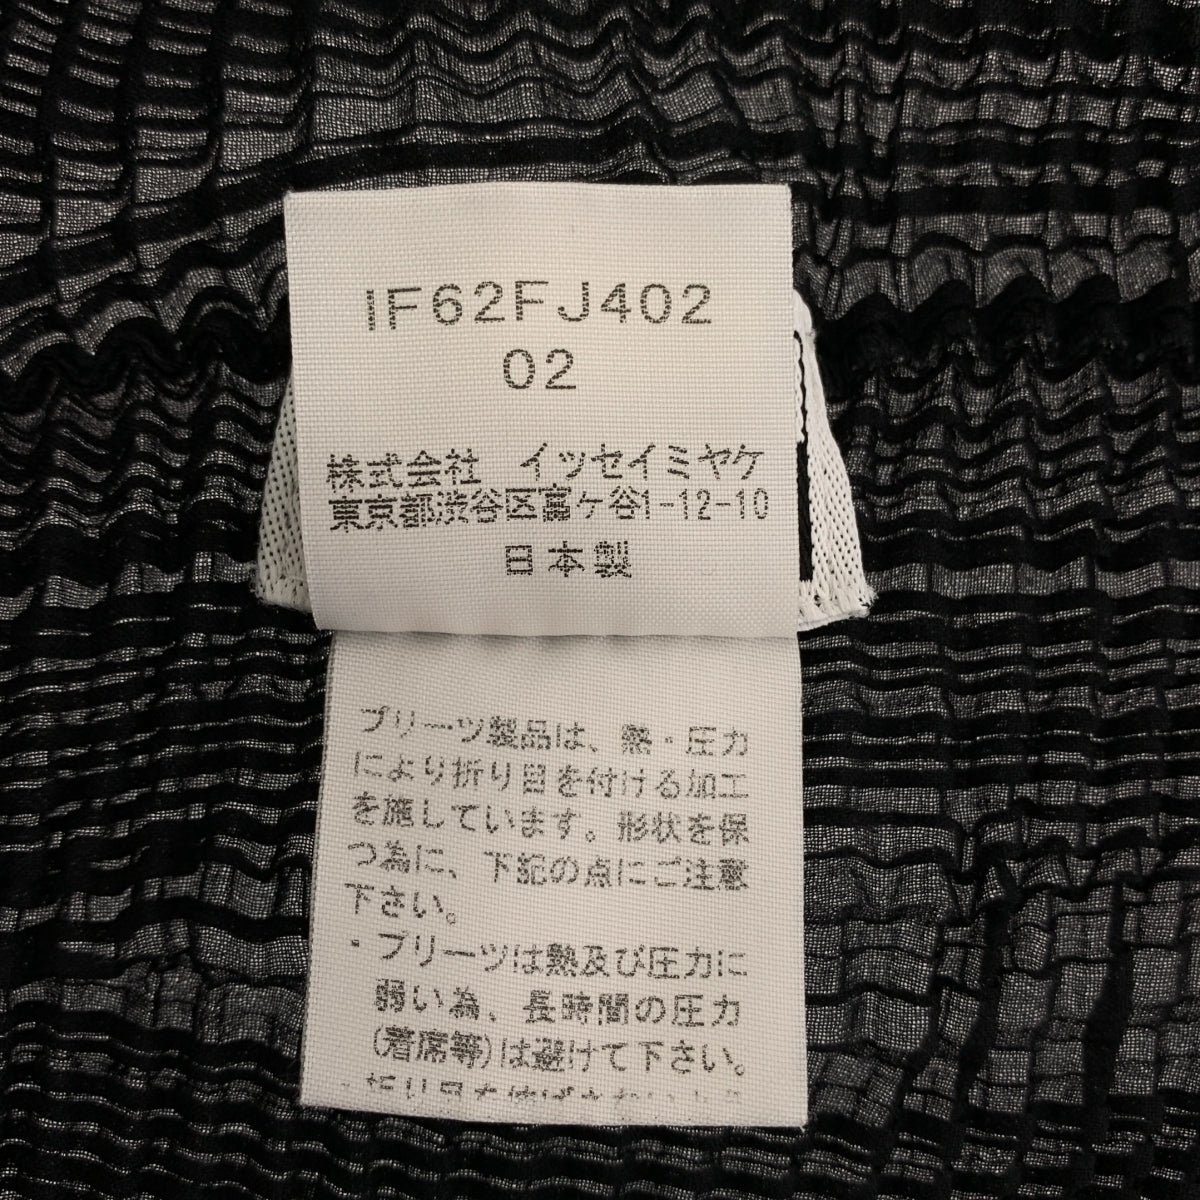 IF62FJ402
02
株式会社　イッセイミヤケ
東京都渋谷区富ヶ谷1-12-10
日本製
プリーツ製品は、熱・圧力
により折り目を付ける加工
を施しています。形状を保
つ為に、下記の点にご注意
下さい。
・プリーツは熱及び圧力に
弱い為、長時間の圧力
(着席等)は避けて下さい。